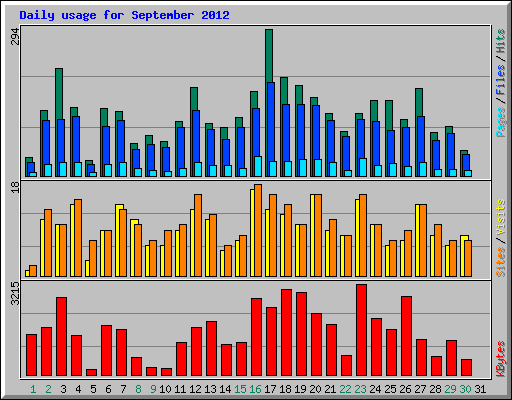 Daily usage for September 2012
294
Pages / Files / Hits
18
Sites / Visits
3215
KBytes
1 2 3 4 5 6 7 8 9 10 11 12 13 14 15 16 17 18 19 20 21 22 23 24 25 26 27 28 29 30 31